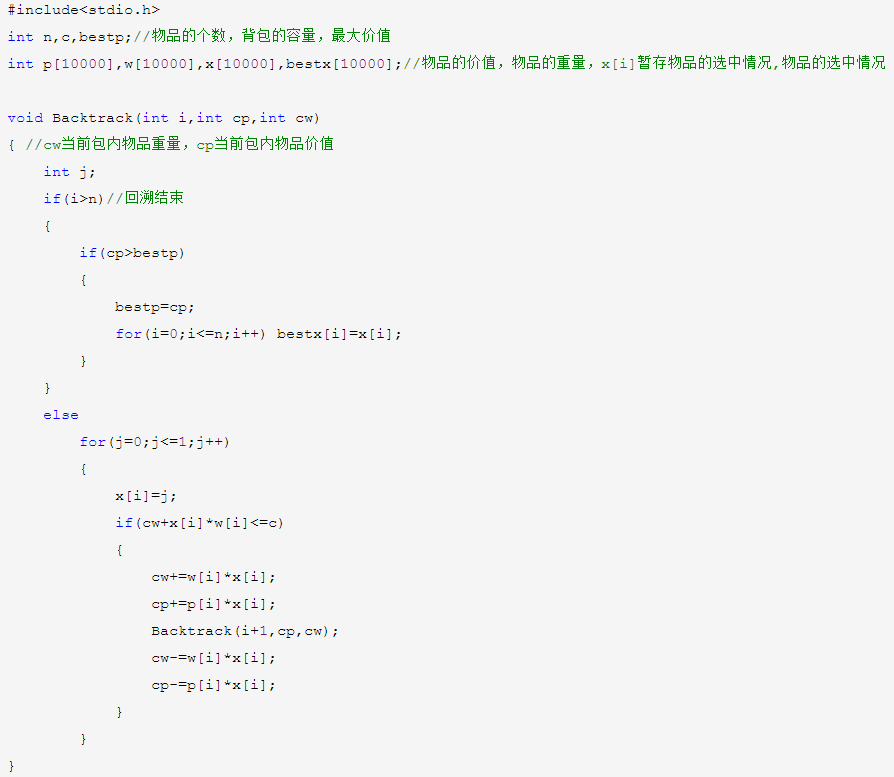 #include<stdio.h>
int n,c,bestp;//物品的个数，背包的容量，最大价值
int p[10000],w[10000],x[10000],bestx[10000];//物品的价值，物品的重量，x[i]暂存物品的选中情况,物品的选中情况
void Backtrack(int i,int cp,int cw)
{ //cw当前包内物品重量，cp当前包内物品价值
    int j;
    if(i>n)//回溯结束
    {
        if(cp>bestp)
        {
            bestp=cp;
            for(i=0;i<=n;i++) bestx[i]=x[i];
        }
    }
    else
        for(j=0;j<=1;j++)
        {
            x[i]=j;
            if(cw+x[i]*w[i]<=c)
            {
                cw+=w[i]*x[i];
                cp+=p[i]*x[i];
                Backtrack(i+1,cp,cw);
                cw-=w[i]*x[i];
                cp-=p[i]*x[i];
            }
        }
}